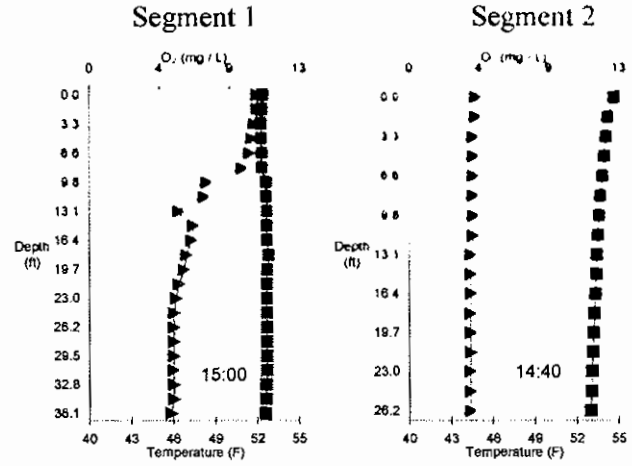 Segment 1
Segment 2
(mg / L)
(mg / L)
0
13
0
4
13
0.0
3.3
6.6
9.8
13.1
16.4
19.7
23.0
26.2
29.5
32.8
36.1
Depth
(ft)
15:00
40 43 46 49 52 55
Temperature (F)
0.0
3.3
6.6
9.8
13.1
16.4
19.7
23.0
26.2
Depth
(ft)
14:40
40 43 46 49 52 55
Temperature (F)